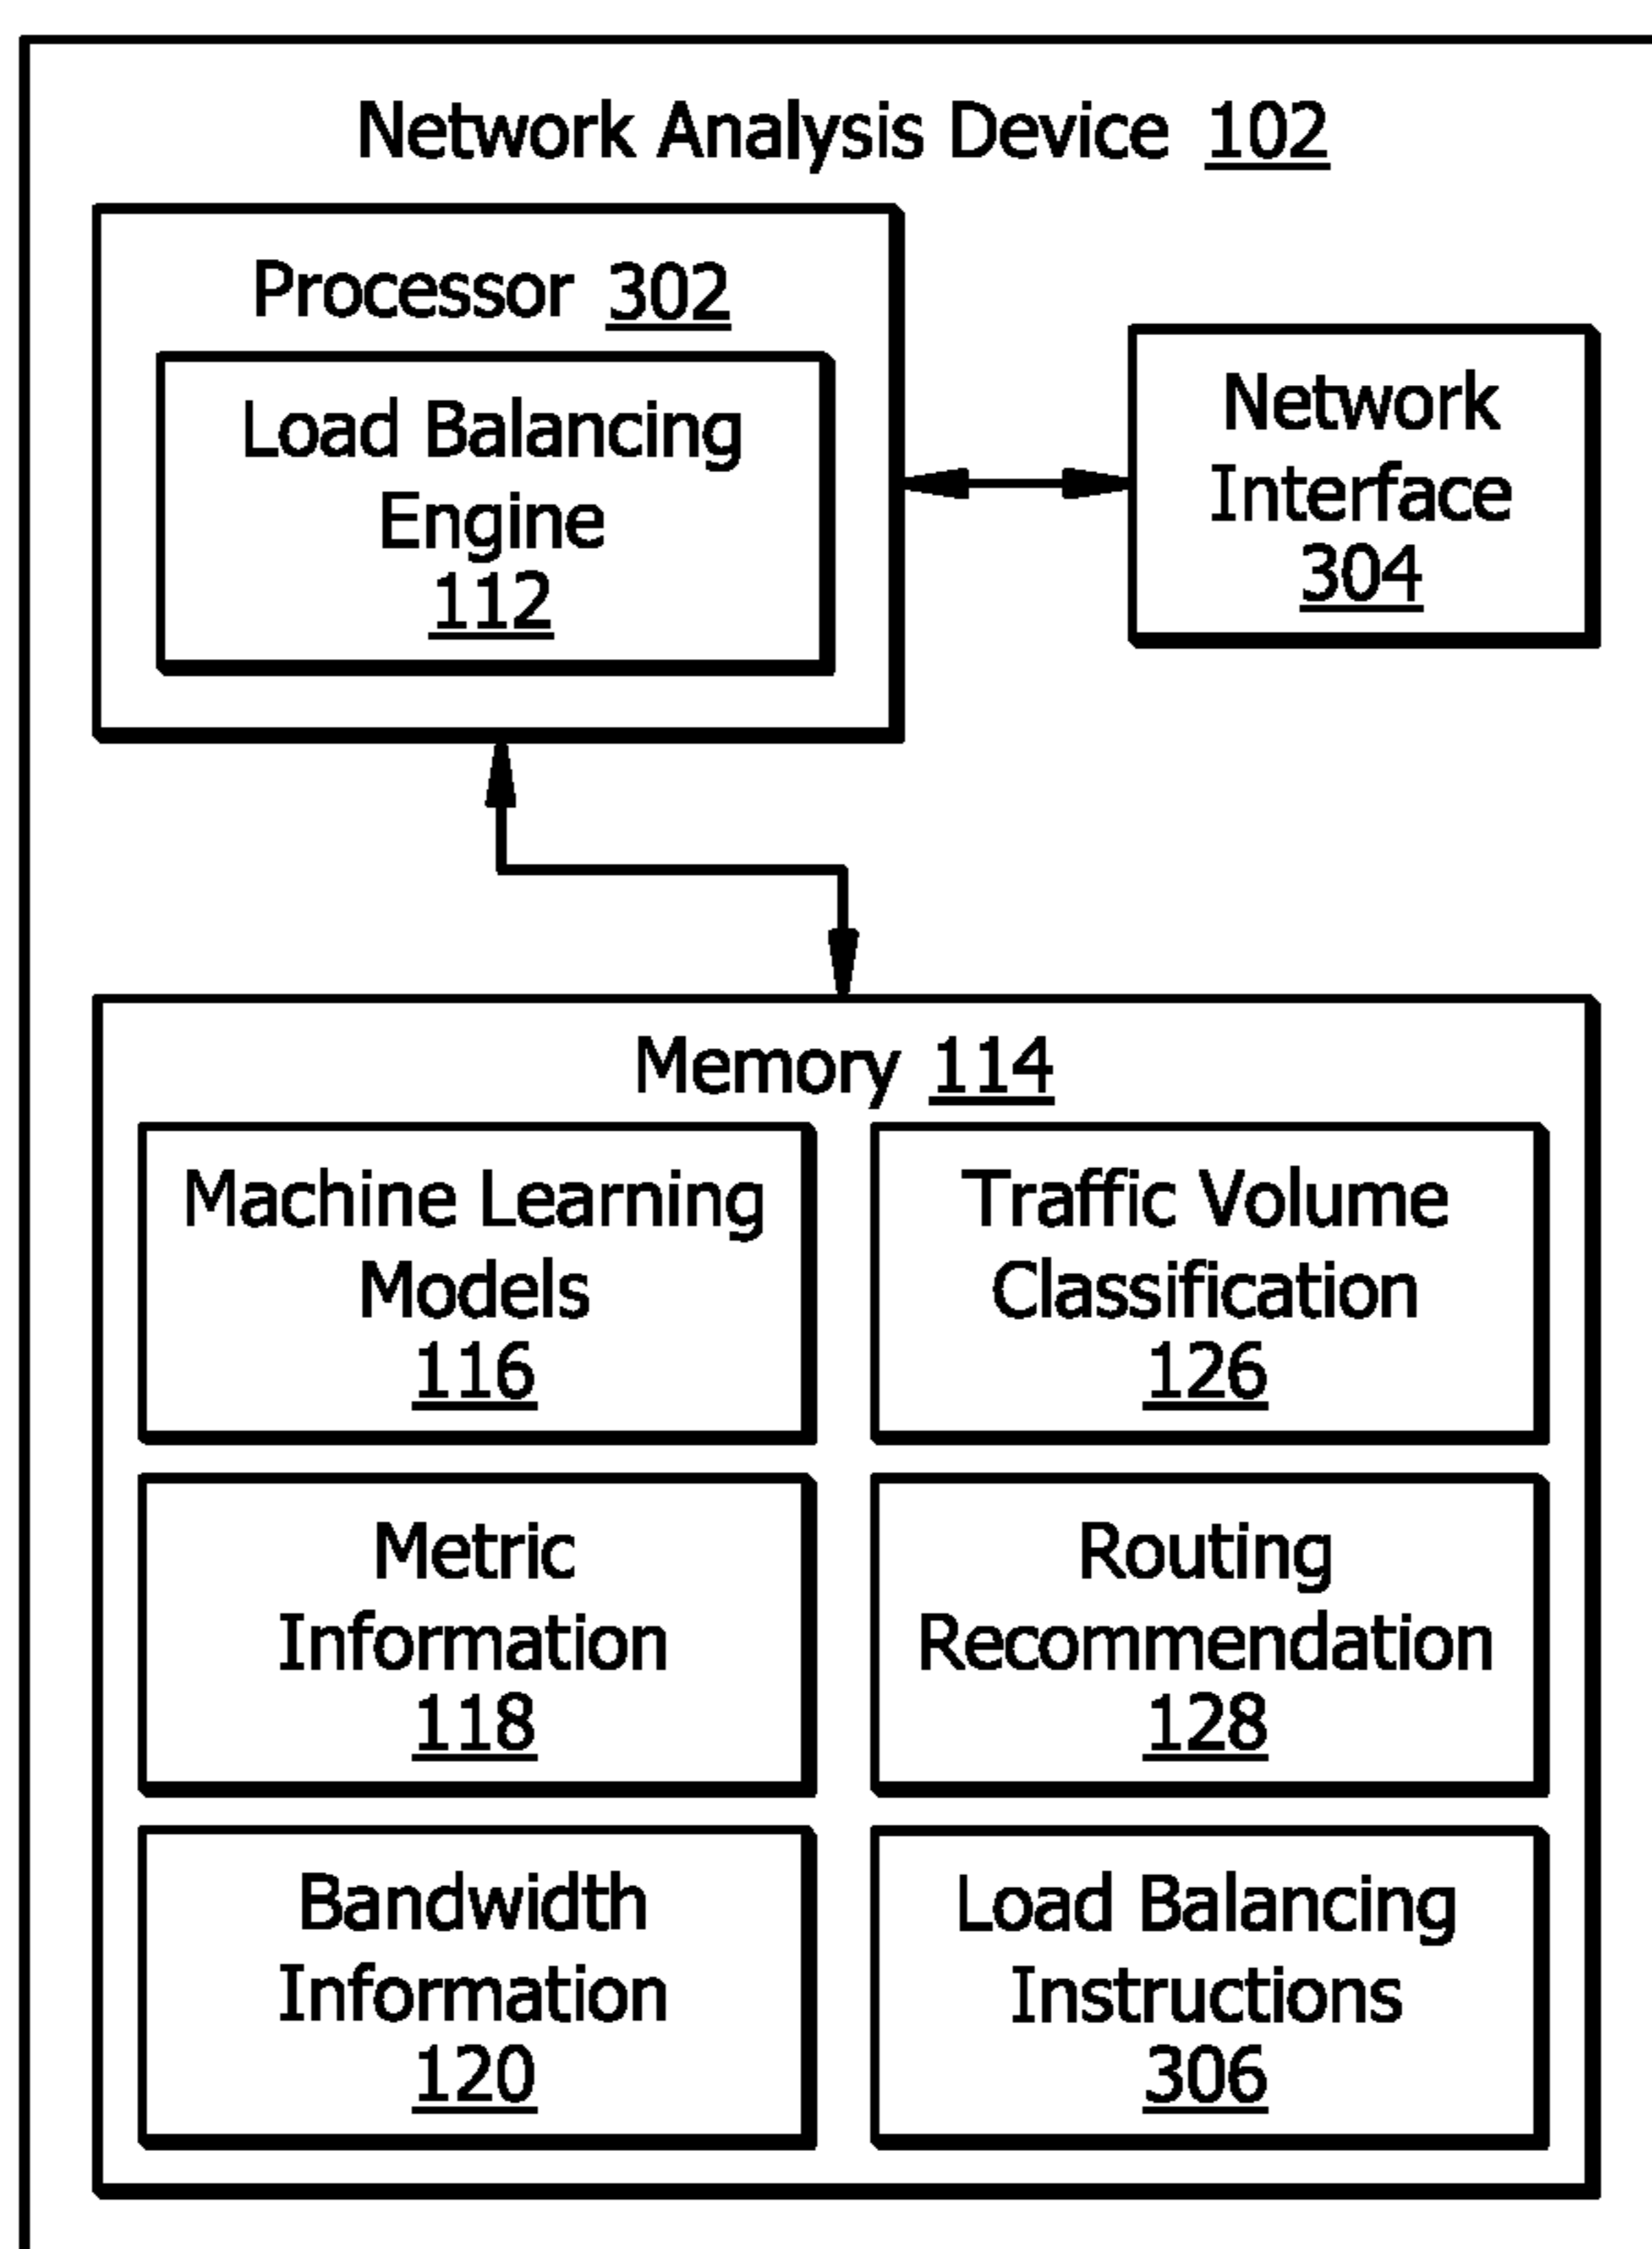 Network Analysis Device 102
Processor 302
Load Balancing
Engine
112
Network
Interface
304
Memory 114
Machine Learning
Models
116
Traffic Volume
Classification
126
Metric
Information
118
Routing
Recommendation
128
Bandwidth
Information
120
Load Balancing
Instructions
306